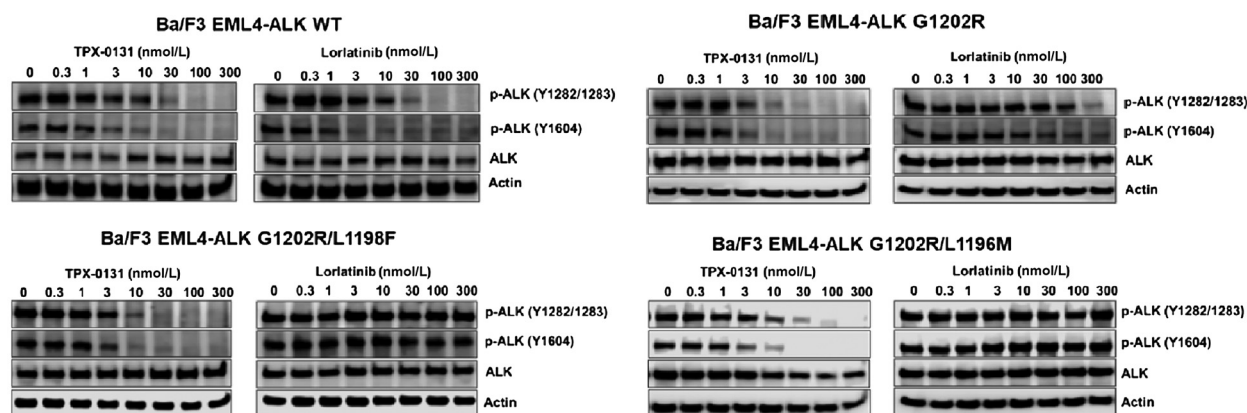 Ba/F3 EML4-ALK WT
TPX-0131 (nmol/L) Lorlatinib (nmol/L)
0 0.3 1 3 10 30 100 300 0 0.3 1 3 10 30 100 300
p-ALK (Y1282/1283)
p-ALK (Y1604)
ALK
Actin
Ba/F3 EML4-ALK G1202R
TPX-0131 (nmol/L) Lorlatinib (nmol/L)
0 0.3 1 3 10 30 100 300 0 0.3 1 3 10 30 100 300
p-ALK (Y1282/1283)
p-ALK (Y1604)
ALK
Actin
Ba/F3 EML4-ALK G1202R/L1198F
TPX-0131 (nmol/L) Lorlatinib (nmol/L)
0 0.3 1 3 10 30 100 300 0 0.3 1 3 10 30 100 300
p-ALK (Y1282/1283)
p-ALK (Y1604)
ALK
Actin
Ba/F3 EML4-ALK G1202R/L1196M
TPX-0131 (nmol/L) Lorlatinib (nmol/L)
0 0.3 1 3 10 30 100 300 0 0.3 1 3 10 30 100 300
p-ALK (Y1282/1283)
p-ALK (Y1604)
ALK
Actin